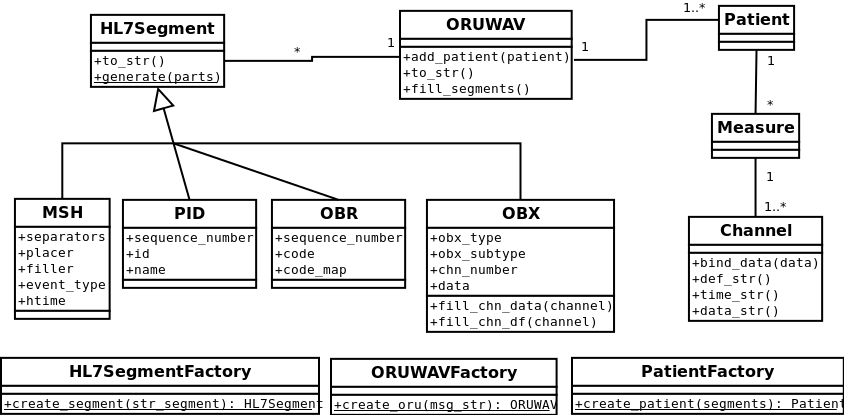 HL7Segment
+to_str()
+generate(parts)
*
1
ORUWAV
+add_patient(patient)
+to_str()
+fill_segments()
1
1..*
Patient
1
*
Measure
1
1..*
Channel
+bind_data(data)
+def_str()
+time_str()
+data_str()
MSH
+separators
+placer
+filler
+event_type
+htime
PID
+sequence_number
+id
+name
OBR
+sequence_number
+code
+code_map
OBX
+obx_type
+obx_subtype
+chn_number
+data
+fill_chn_data(channel)
+fill_chn_df(channel)
HL7SegmentFactory
+create_segment(str_segment): HL7Segment
ORUWAVFactory
+create_oru(msg_str): ORUWAV
PatientFactory
+create_patient(segments): Patient